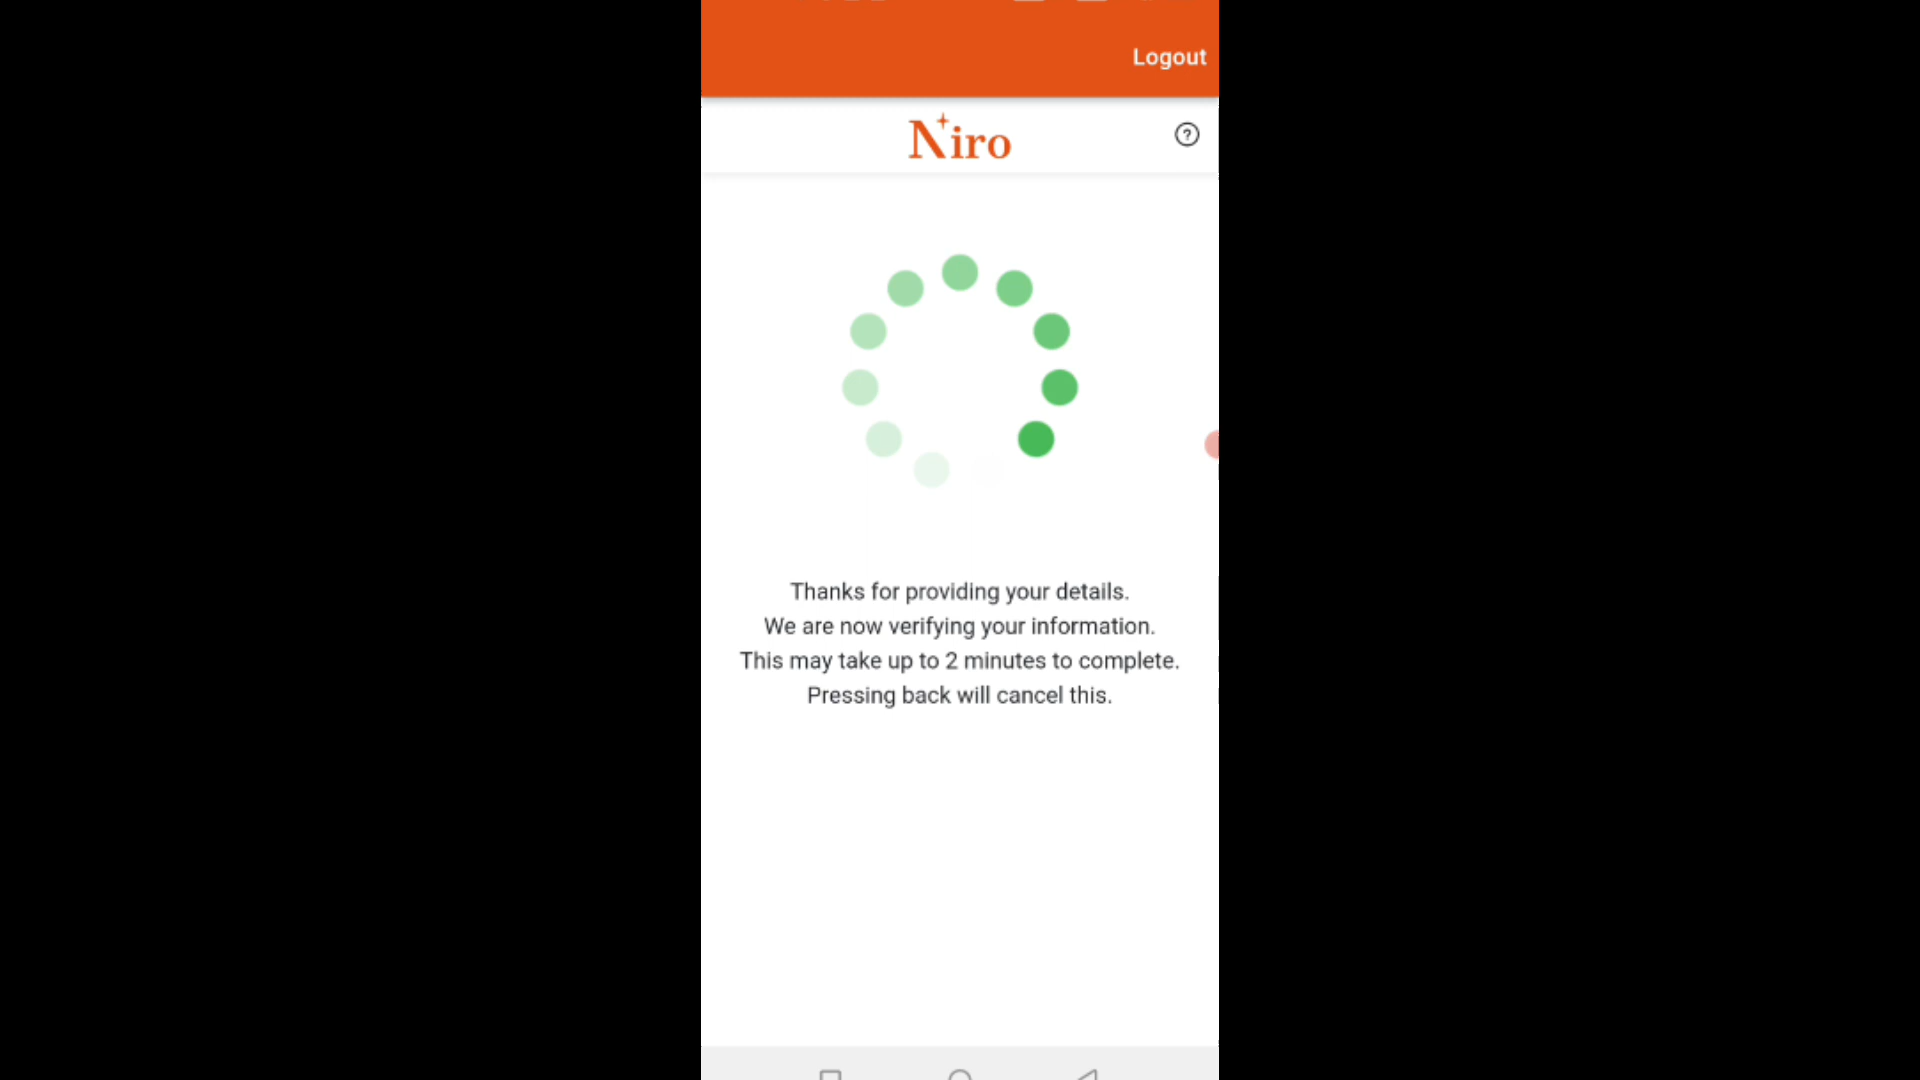 Logout
Niro
?
Thanks for providing your details.
We are now verifying your information.
This may take up to 2 minutes to complete.
Pressing back will cancel this.